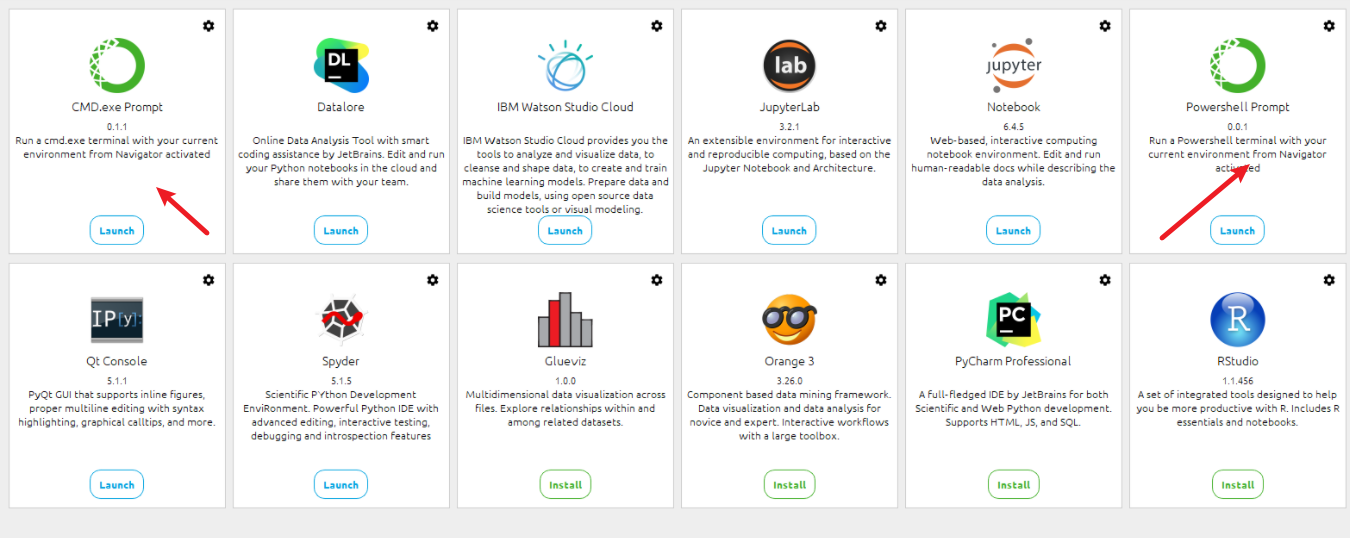 CMD.exe Prompt
0.1.1
Run a cmd.exe terminal with your current
environment from Navigator activated
Launch
DL
Datalore
Online Data Analysis Tool with smart
coding assistance by JetBrains. Edit and run
your Python notebooks in the cloud and
share them with your team.
Launch
IBM Watson Studio Cloud
IBM Watson Studio Cloud provides you the
tools to analyze and visualize data, to
cleanse and shape data, to create and train
machine learning models. Prepare data and
build models, using open source data
science tools or visual modeling.
Launch
lab
JupyterLab
3.2.1
An extensible environment for interactive
and reproducible computing, based on the
Jupyter Notebook and Architecture.
Launch
jupyter
Notebook
6.4.5
Web-based, interactive computing
notebook environment. Edit and run
human-readable docs while describing the
data analysis.
Launch
Powershell Prompt
0.0.1
Run a Powershell terminal with your
current environment from Navigator
activated
Launch
IP[y]:
Qt Console
5.1.1
PyQt GUI that supports inline figures,
proper multiline editing with syntax
highlighting, graphical calltips, and more.
Launch
Spyder
5.1.5
Scientific PYthon Development
EnviRonment. Powerful Python IDE with
advanced editing, interactive testing,
debugging and introspection features
Launch
Glueviz
1.0.0
Multidimensional data visualization across
files. Explore relationships within and
among related datasets.
Install
Orange 3
3.26.0
Component based data mining framework.
Data visualization and data analysis for
novice and expert. Interactive workflows
with a large toolbox.
Install
PC
PyCharm Professional
A full-fledged IDE by JetBrains for both
Scientific and Web Python development.
Supports HTML, JS, and SQL.
Install
R
RStudio
1.1.456
A set of integrated tools designed to help
you be more productive with R. Includes R
essentials and notebooks.
Install